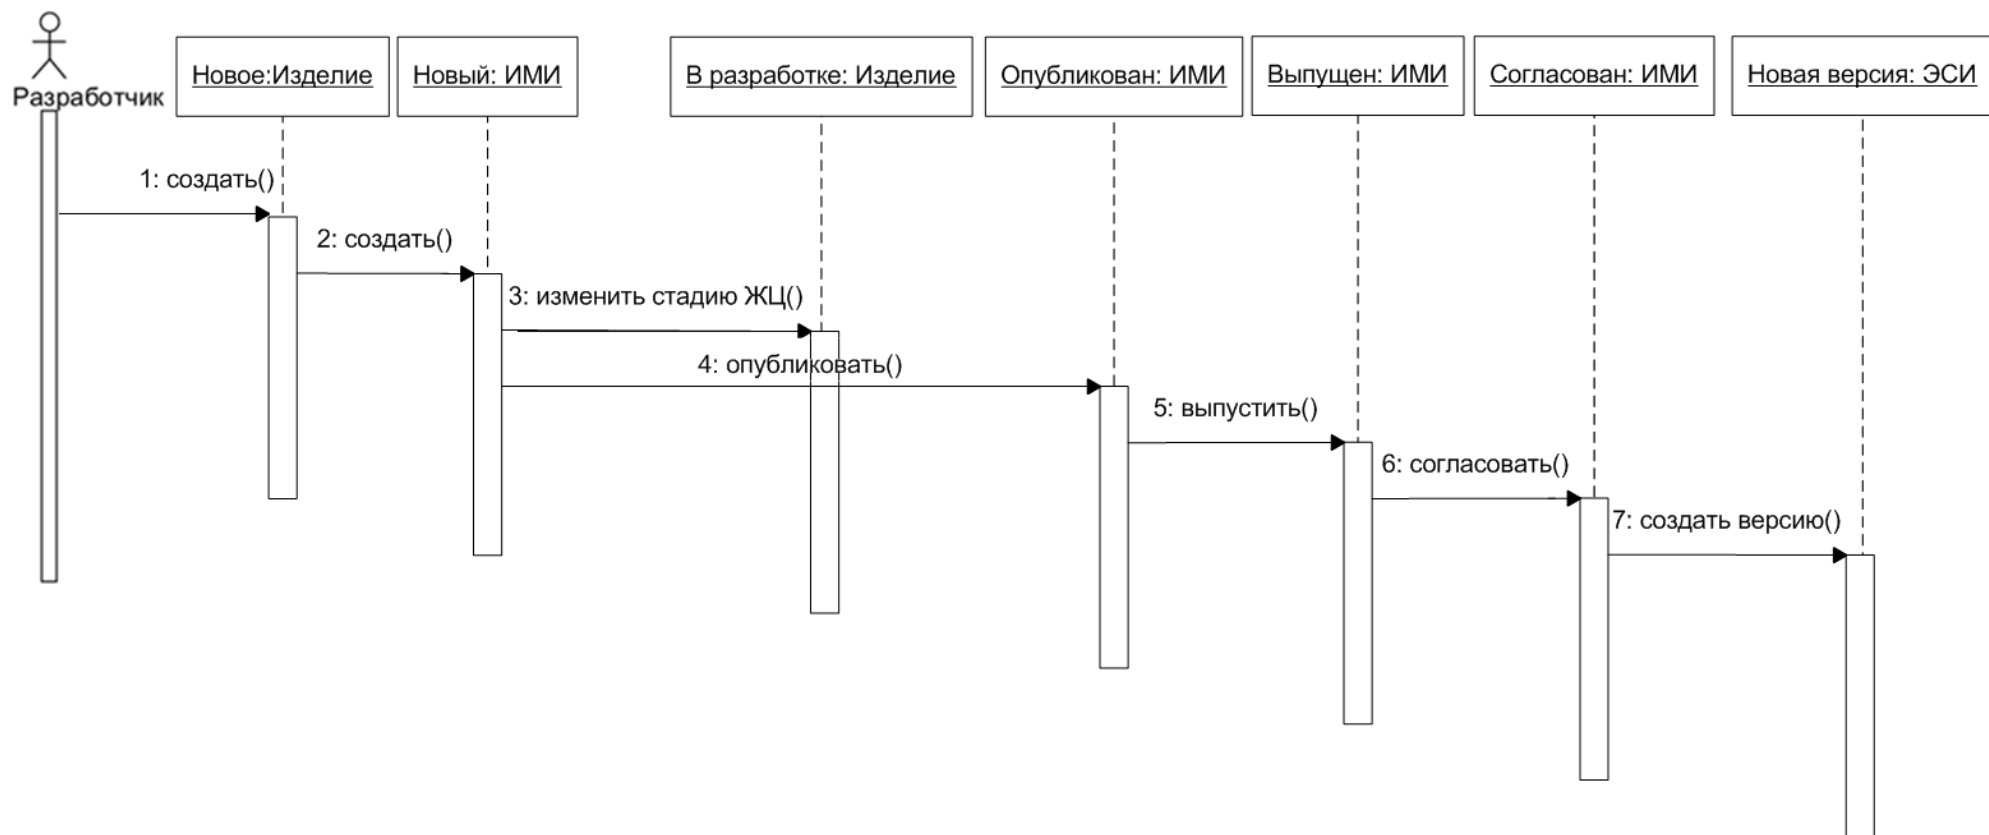 Разработчик
Новое:Изделие
Новый: ИМИ
В разработке: Изделие
Опубликован: ИМИ
Выпущен: ИМИ
Согласован: ИМИ
Новая версия: ЭСИ
1: создать()
2: создать()
3: изменить стадию ЖЦ()
4: опубликовать()
5: выпустить()
6: согласовать()
7: создать версию()